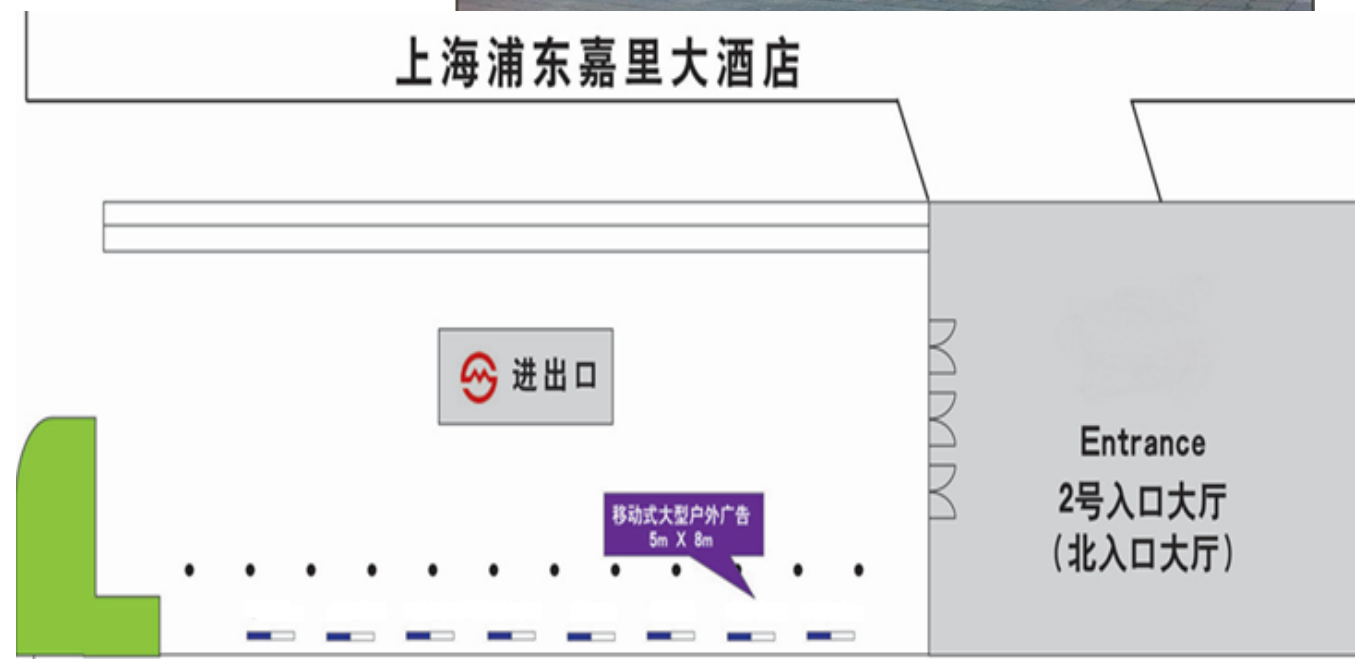 上海浦东嘉里大酒店
进出口
移动式大型户外广告
5m X 8m
Entrance
2号入口大厅
(北入口大厅)